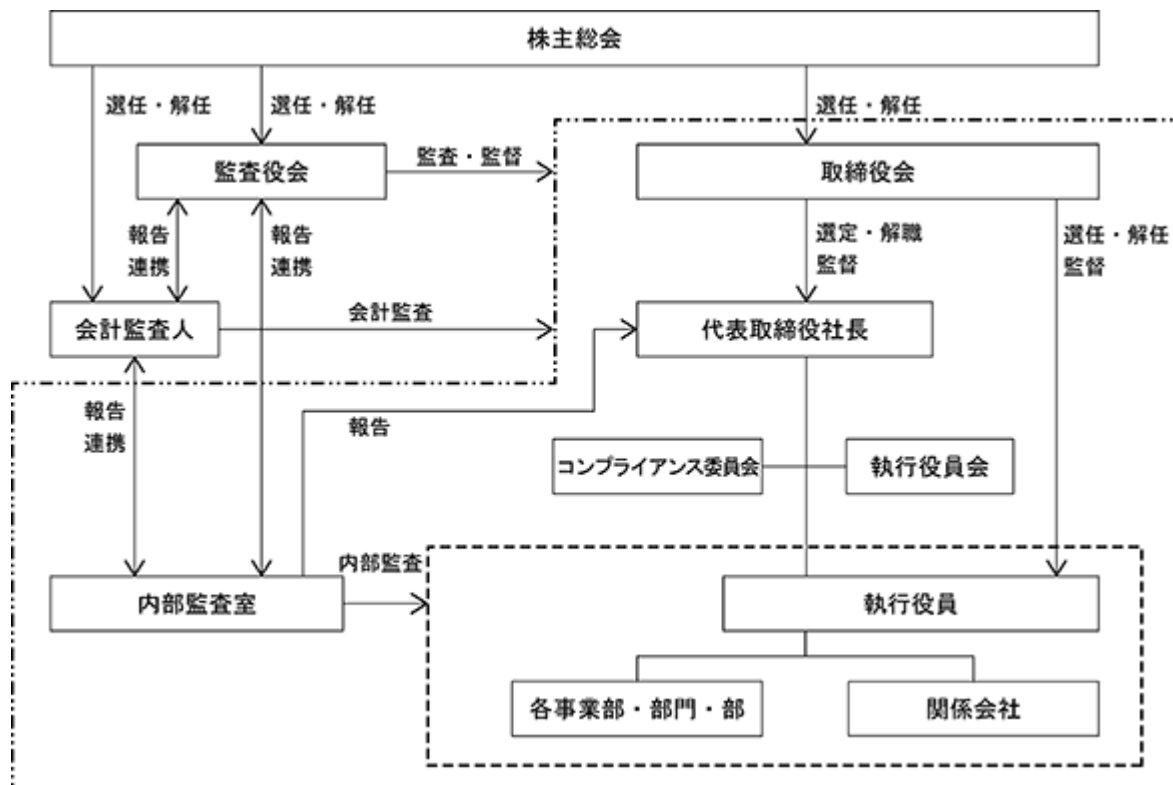 株主総会
選任・解任
選任・解任
選任・解任
監査役会
監査・監督
取締役会
報告
連携
報告
連携
選定・解職
監督
選任・解任
監督
会計監査人
会計監査
代表取締役社長
報告
連携
報告
コンプライアンス委員会
執行役員会
内部監査室
内部監査
執行役員
各事業部・部門・部
関係会社